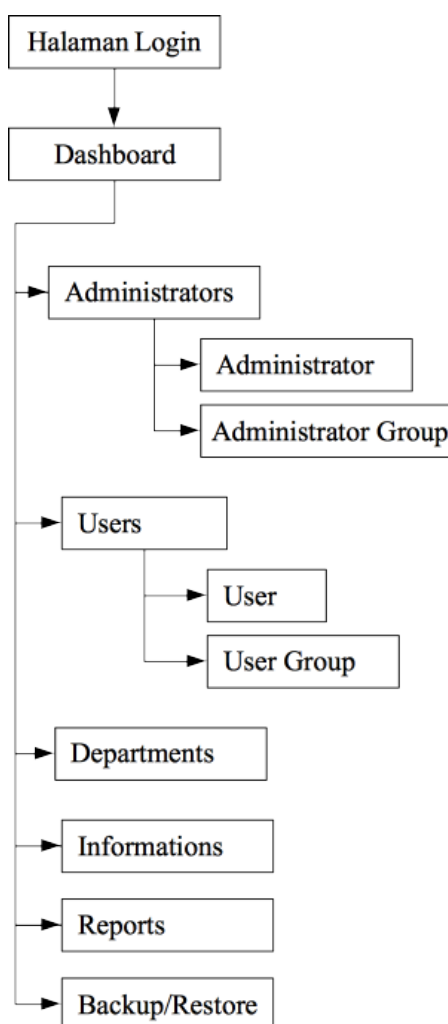 Halaman Login
Dashboard
Administrators
Administrator
Administrator Group
Users
User
User Group
Departments
Informations
Reports
Backup/Restore